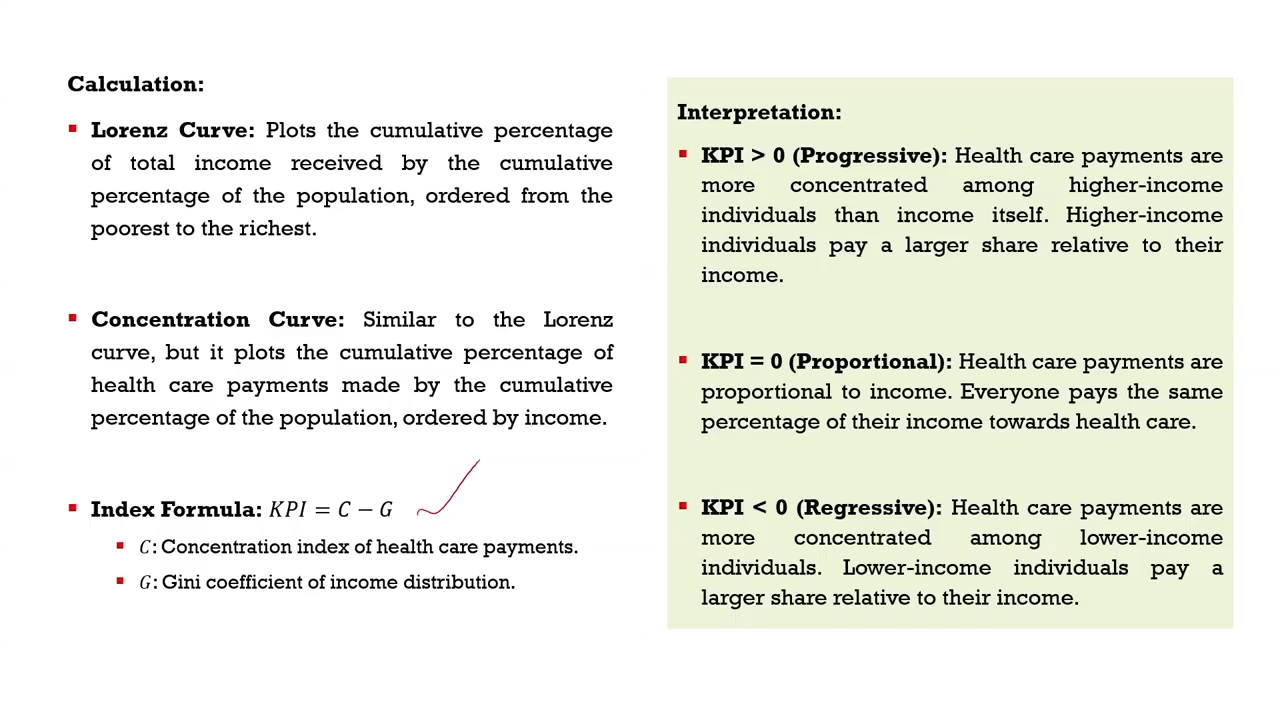 Calculation:
Lorenz Curve: Plots the cumulative percentage
of total income received by the cumulative
percentage of the population, ordered from the
poorest to the richest.
Concentration Curve: Similar to the Lorenz
curve, but it plots the cumulative percentage of
health care payments made by the cumulative
percentage of the population, ordered by income.
Index Formula: KPI = C − G
C: Concentration index of health care payments.
G: Gini coefficient of income distribution.
Interpretation:
KPI > 0 (Progressive): Health care payments are
more concentrated among higher-income
individuals than income itself. Higher-income
individuals pay a larger share relative to their
income.
KPI = 0 (Proportional): Health care payments are
proportional to income. Everyone pays the same
percentage of their income towards health care.
KPI < 0 (Regressive): Health care payments are
more concentrated among lower-income
individuals. Lower-income individuals pay a
larger share relative to their income.